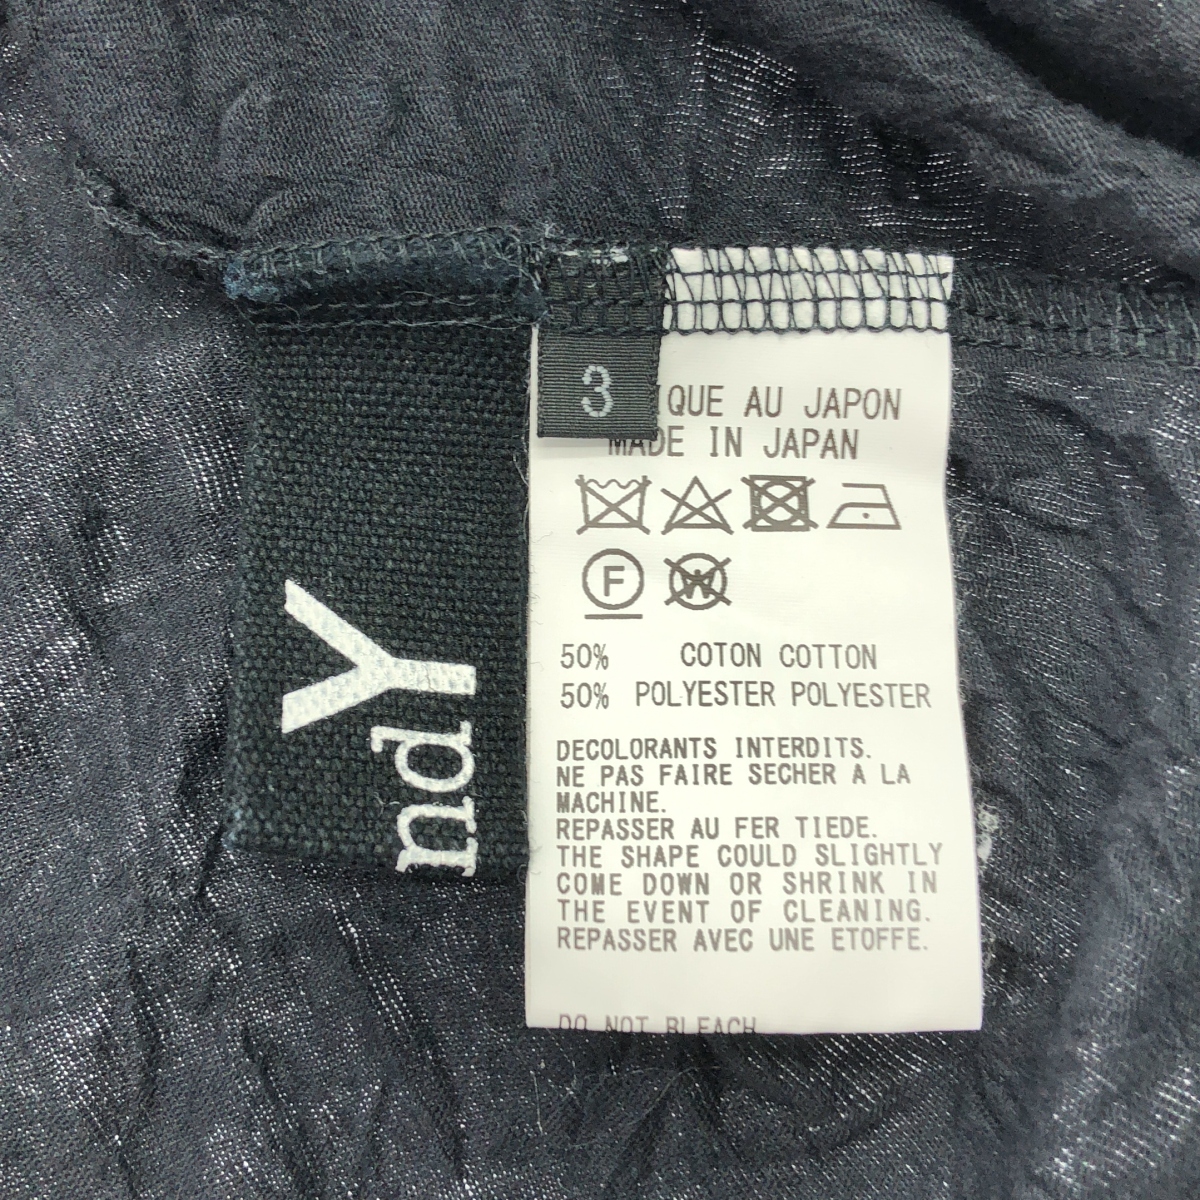 3
IQUE AU JAPON
MADE IN JAPAN
F
W
50% COTON COTTON
50% POLYESTER POLYESTER
DECOLORANTS INTERDITS.
NE PAS FAIRE SECHER A LA
MACHINE.
REPASSER AU FER TIEDE.
THE SHAPE COULD SLIGHTLY
COME DOWN OR SHRINK IN
THE EVENT OF CLEANING.
REPASSER AVEC UNE ETOFFE.
DO NOT BLEACH
Y
nd